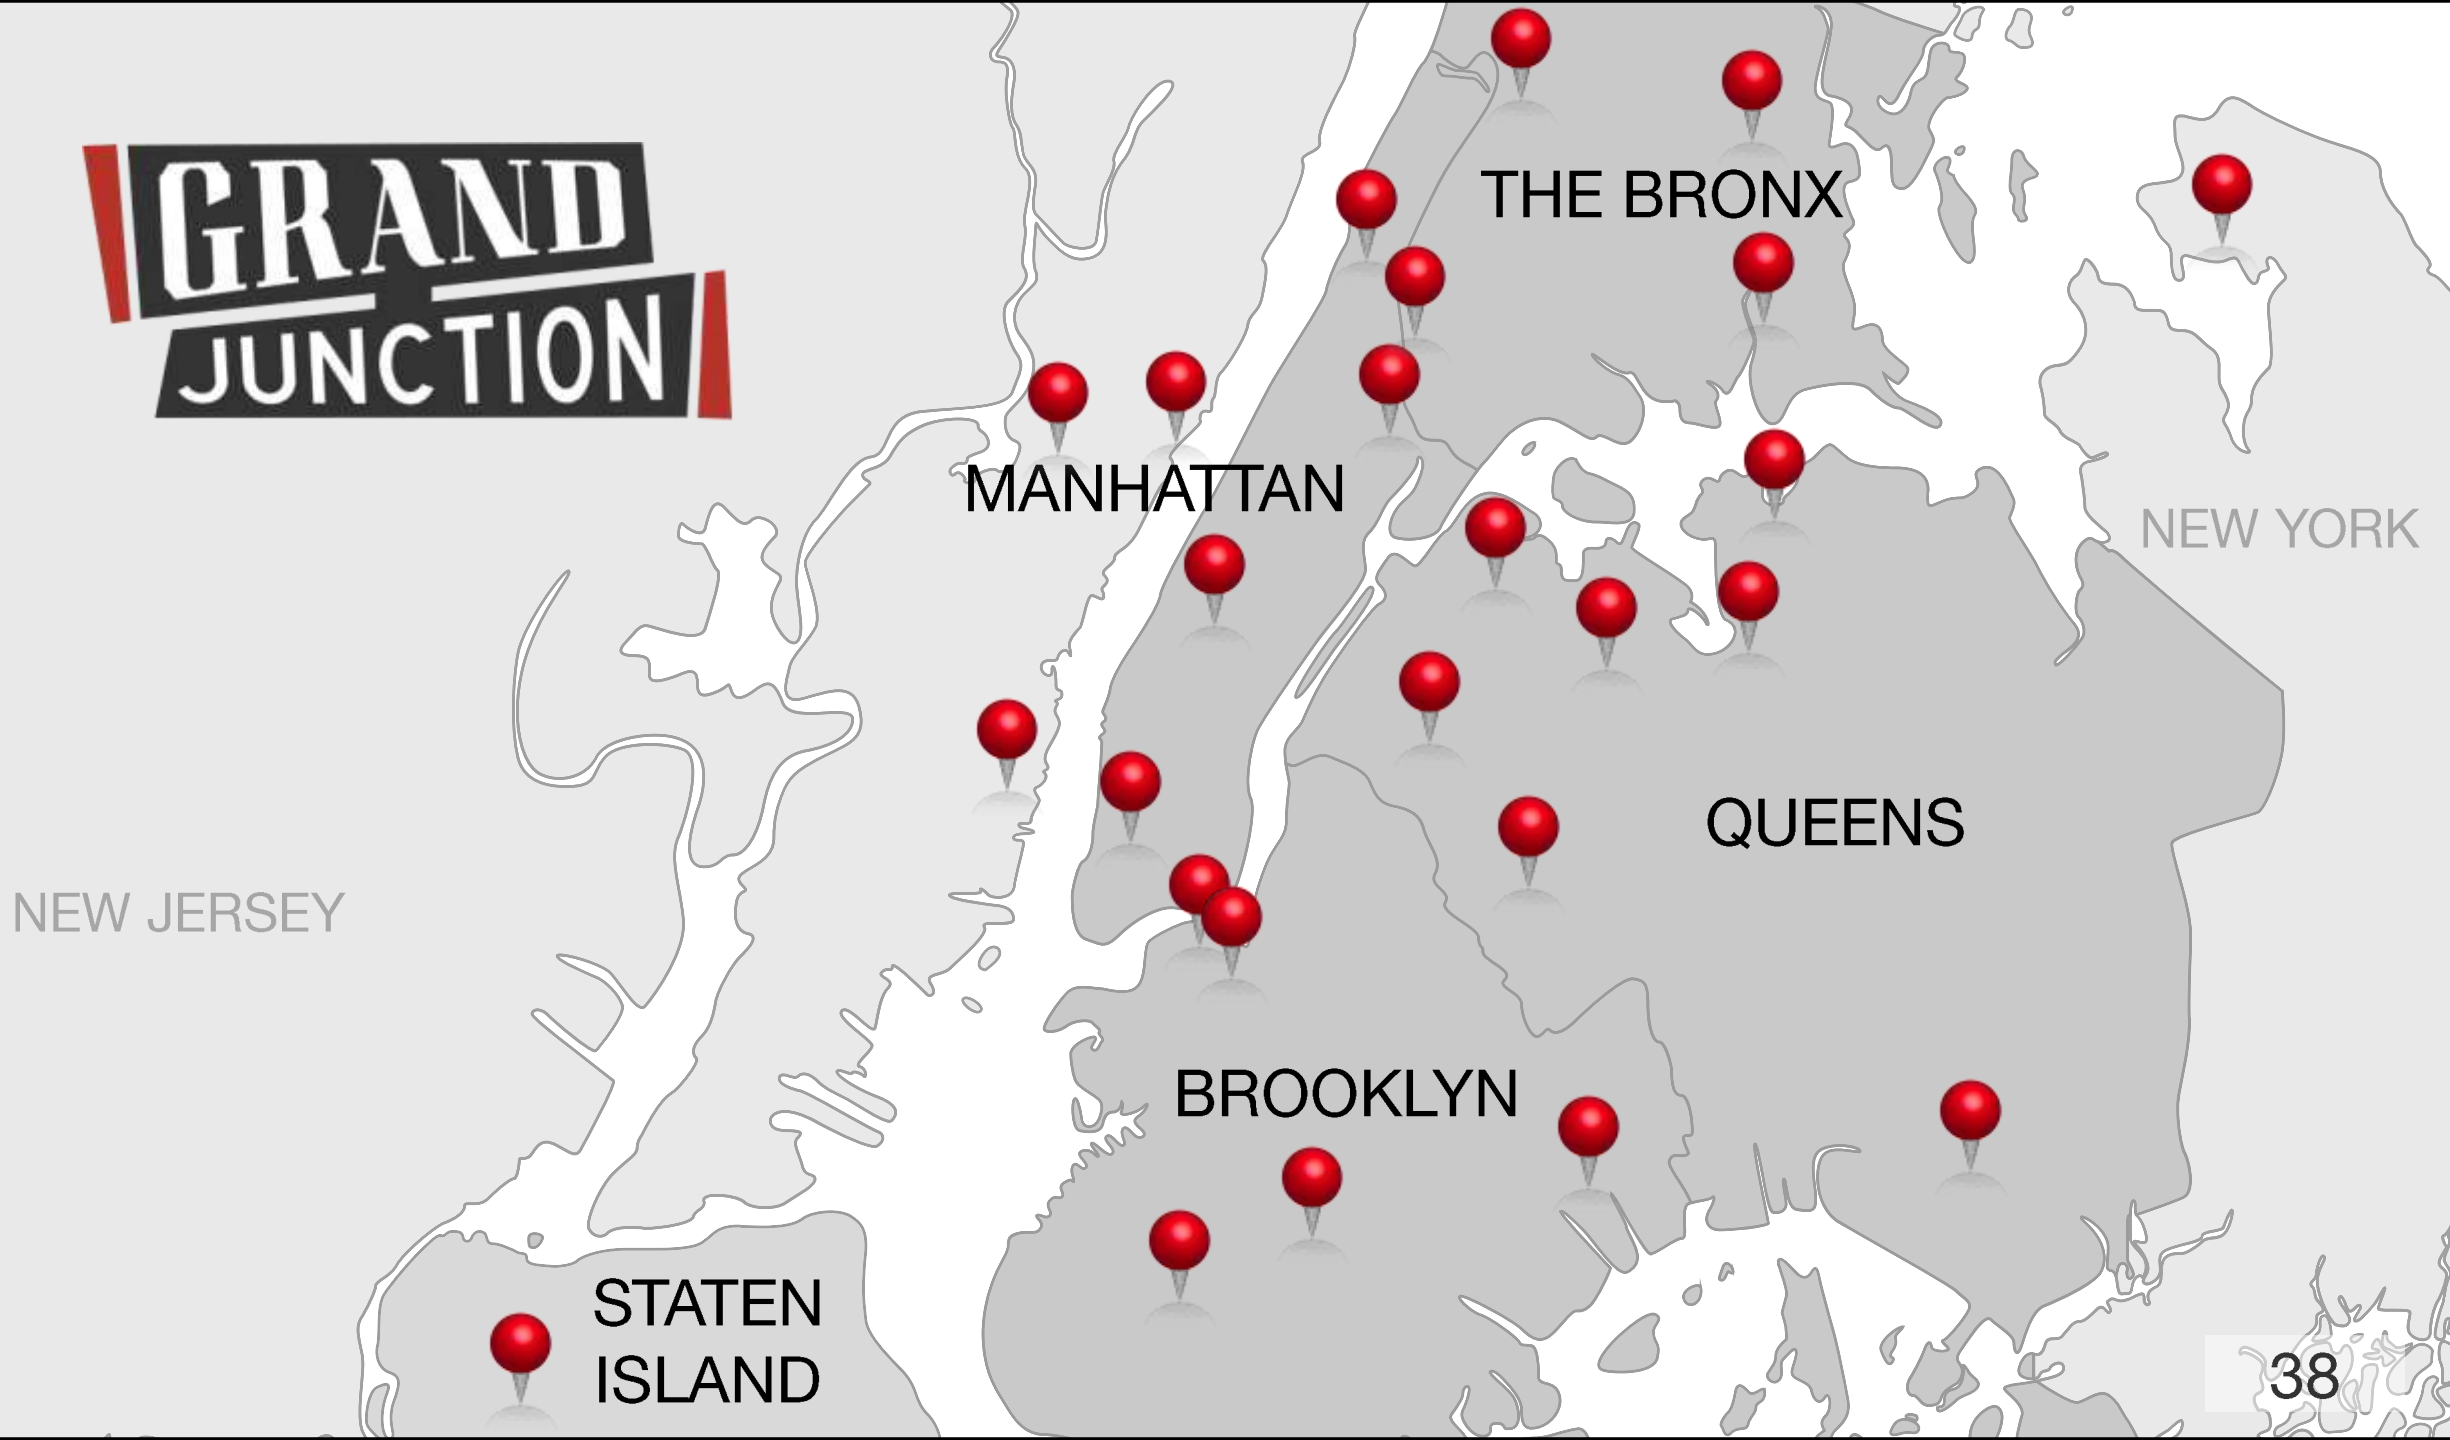 GRAND
JUNCTION
THE BRONX
MANHATTAN
NEW YORK
QUEENS
NEW JERSEY
BROOKLYN
STATEN
ISLAND
38